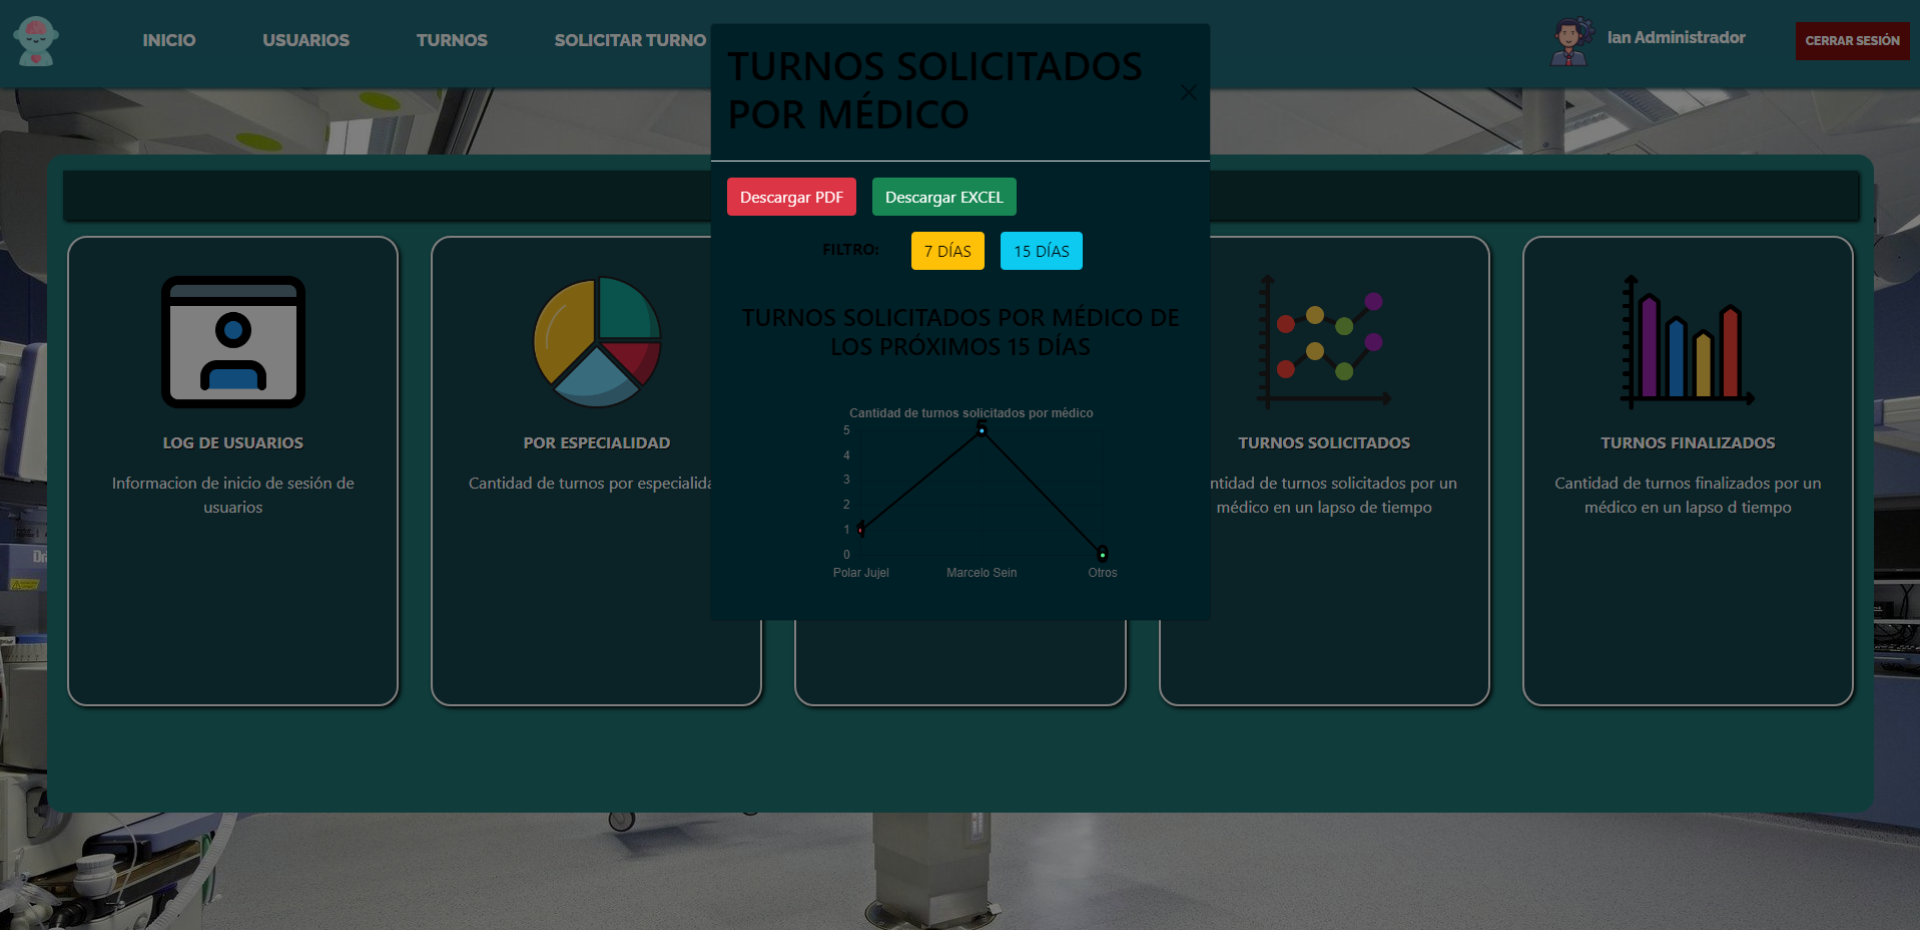 INICIO
USUARIOS
TURNOS
SOLICITAR TURNO
Ian Administrador
CERRAR SESIÓN
TURNOS SOLICITADOS
POR MÉDICO
Descargar PDF
Descargar EXCEL
FILTRO:
7 DÍAS
15 DÍAS
TURNOS SOLICITADOS POR MÉDICO DE
LOS PRÓXIMOS 15 DÍAS
Cantidad de turnos solicitados por médico
5
4
3
2
1
0
Polar Jujel
Marcelo Sein
Otros
LOG DE USUARIOS
Informacion de inicio de sesión de
usuarios
POR ESPECIALIDAD
Cantidad de turnos por especialida
TURNOS SOLICITADOS
ntidad de turnos solicitados por un
médico en un lapso de tiempo
TURNOS FINALIZADOS
Cantidad de turnos finalizados por un
médico en un lapso d tiempo